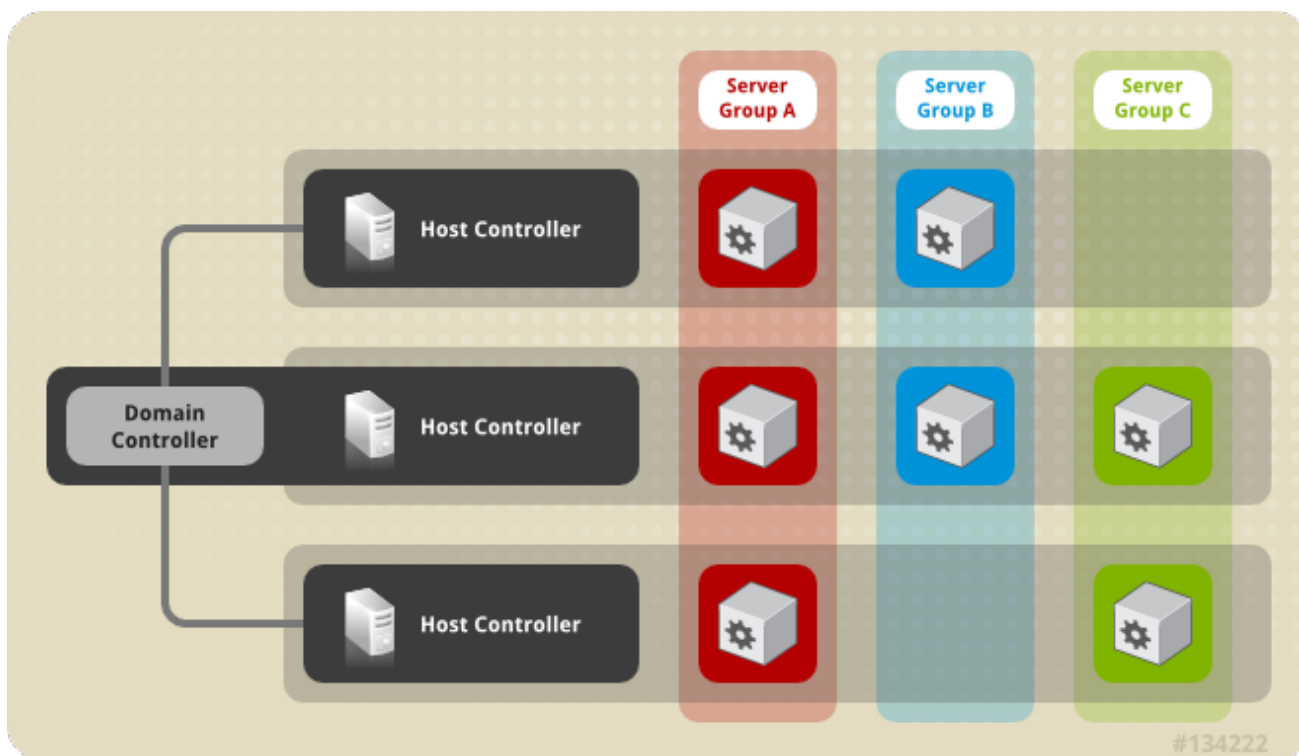 Server
Group A
Server
Group B
Server
Group C
Host Controller
Domain
Controller
Host Controller
Host Controller
#134222